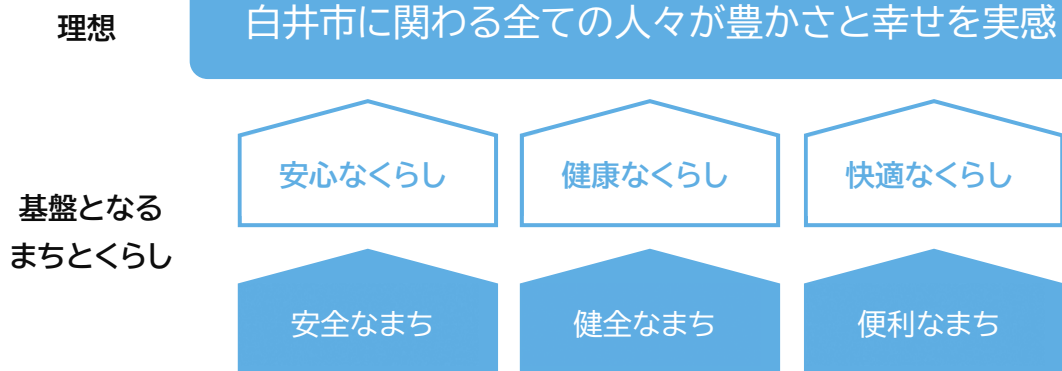 理想
白井市に関わる全ての人々が豊かさと幸せを実感
安心なくらし
健康なくらし
快適なくらし
基盤となる
まちとくらし
安全なまち
健全なまち
便利なまち